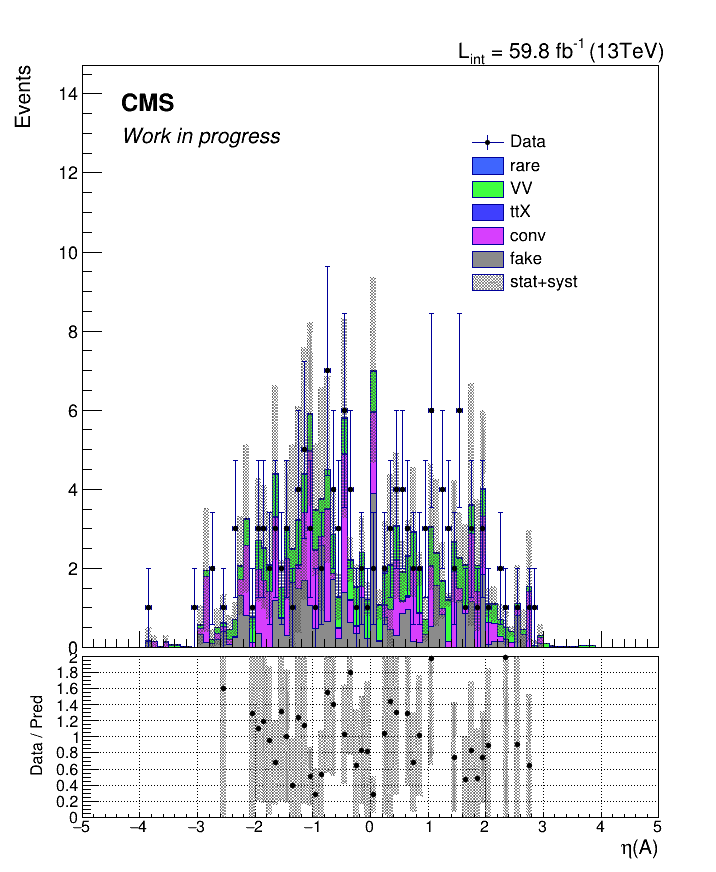 L_int = 59.8 fb^-1 (13TeV)
Events
14
12
10
8
6
4
2
0
CMS
Work in progress
Data
rare
VV
ttX
conv
fake
stat+syst
Data / Pred
2
1.8
1.6
1.4
1.2
1
0.8
0.6
0.4
0.2
0
−5 −4 −3 −2 −1 0 1 2 3 4 5
η(A)